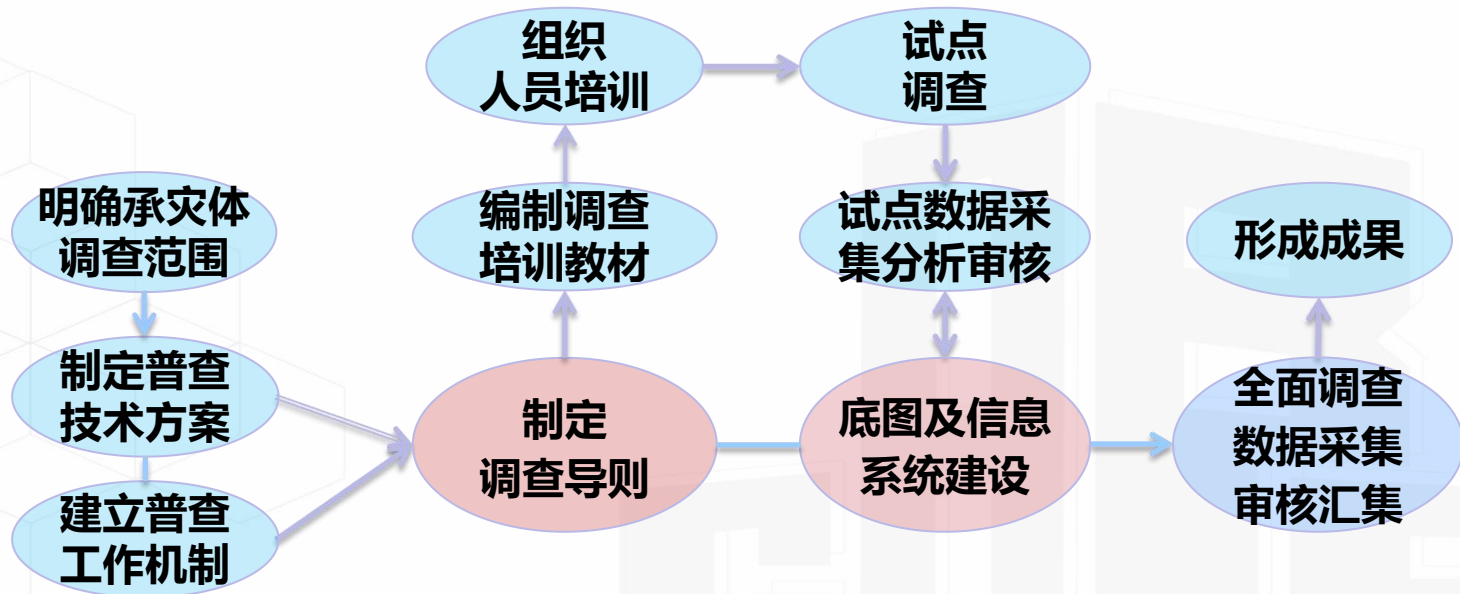 明确承灾体
调查范围
制定普查
技术方案
建立普查
工作机制
制定
调查导则
编制调查
培训教材
组织
人员培训
试点
调查
试点数据采
集分析审核
底图及信息
系统建设
全面调查
数据采集
审核汇集
形成成果